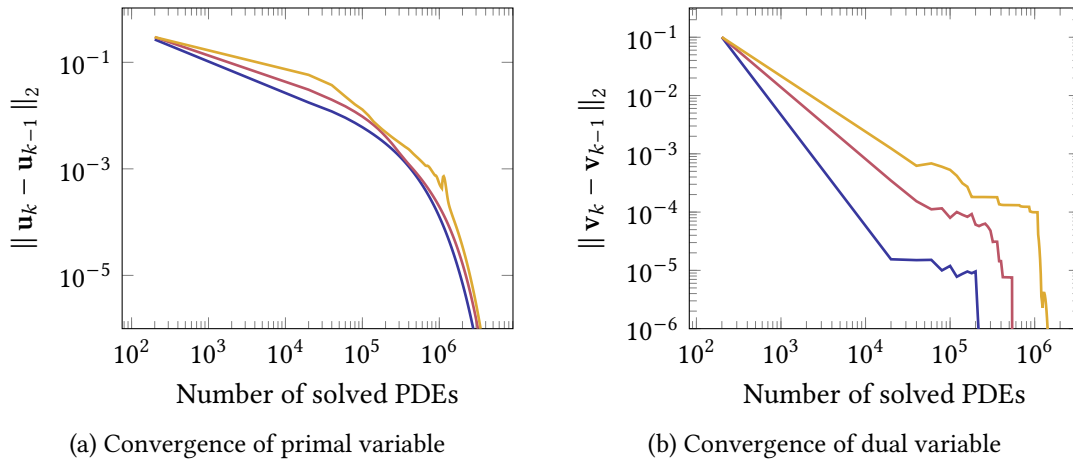 10^{-1}
10^{-3}
10^{-5}
‖ u_k − u_{k−1} ‖_2
10^2 10^3 10^4 10^5 10^6
Number of solved PDEs
(a) Convergence of primal variable
10^{-1}
10^{-2}
10^{-3}
10^{-4}
10^{-5}
10^{-6}
‖ v_k − v_{k−1} ‖_2
10^2 10^3 10^4 10^5 10^6
Number of solved PDEs
(b) Convergence of dual variable